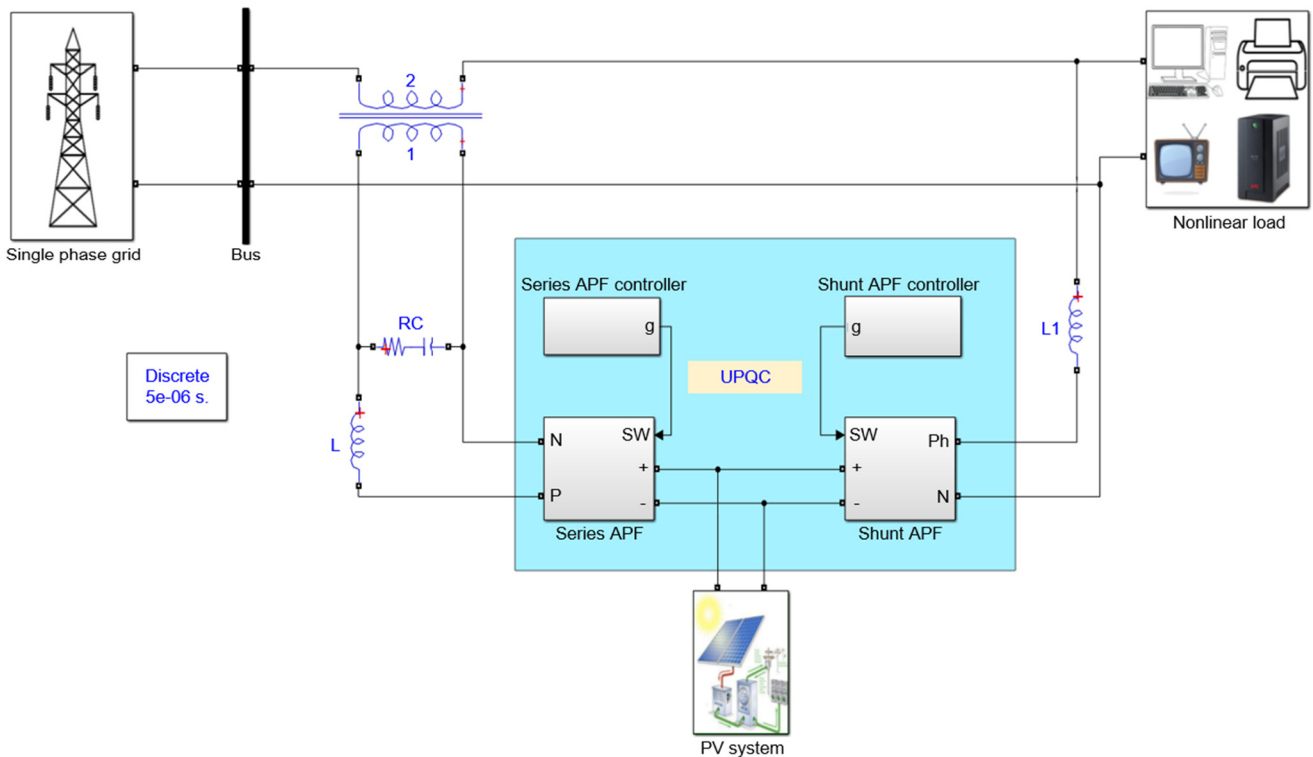 2
1
Single phase grid
Bus
Nonlinear load
Series APF controller
Shunt APF controller
g
g
RC
L1
UPQC
Discrete
5e-06 s.
L
N
SW
+
P
-
SW
Ph
+
-
N
Series APF
Shunt APF
PV system